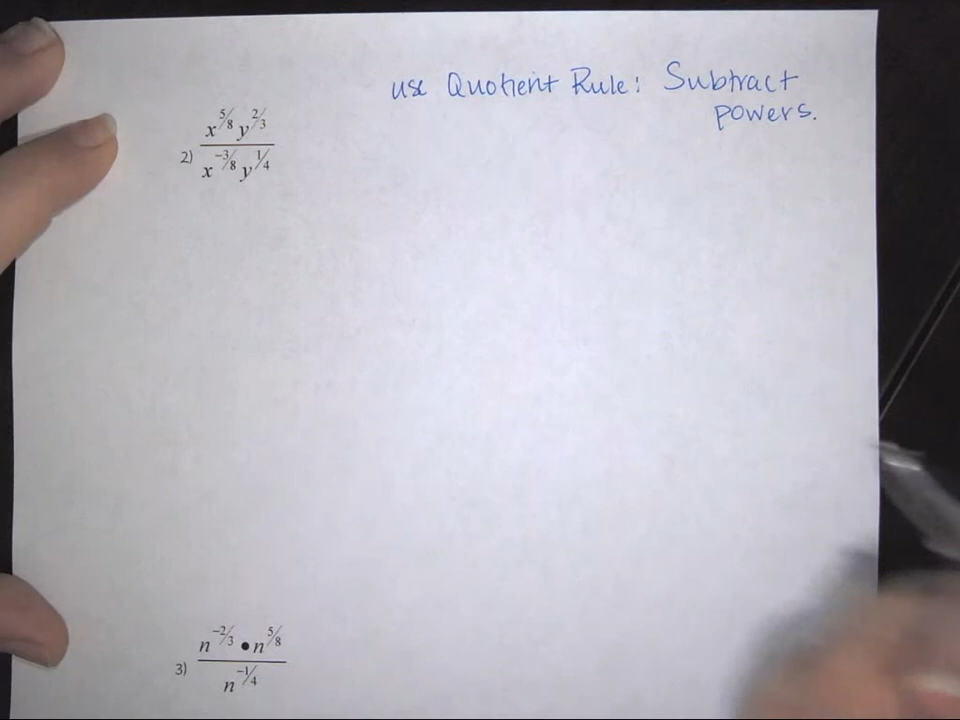 use Quotient Rule: Subtract
powers.
2) x^5/8 y^2/3
x^-3/8 y^1/4
3) n^-2/3 • n^5/8
n^-1/4